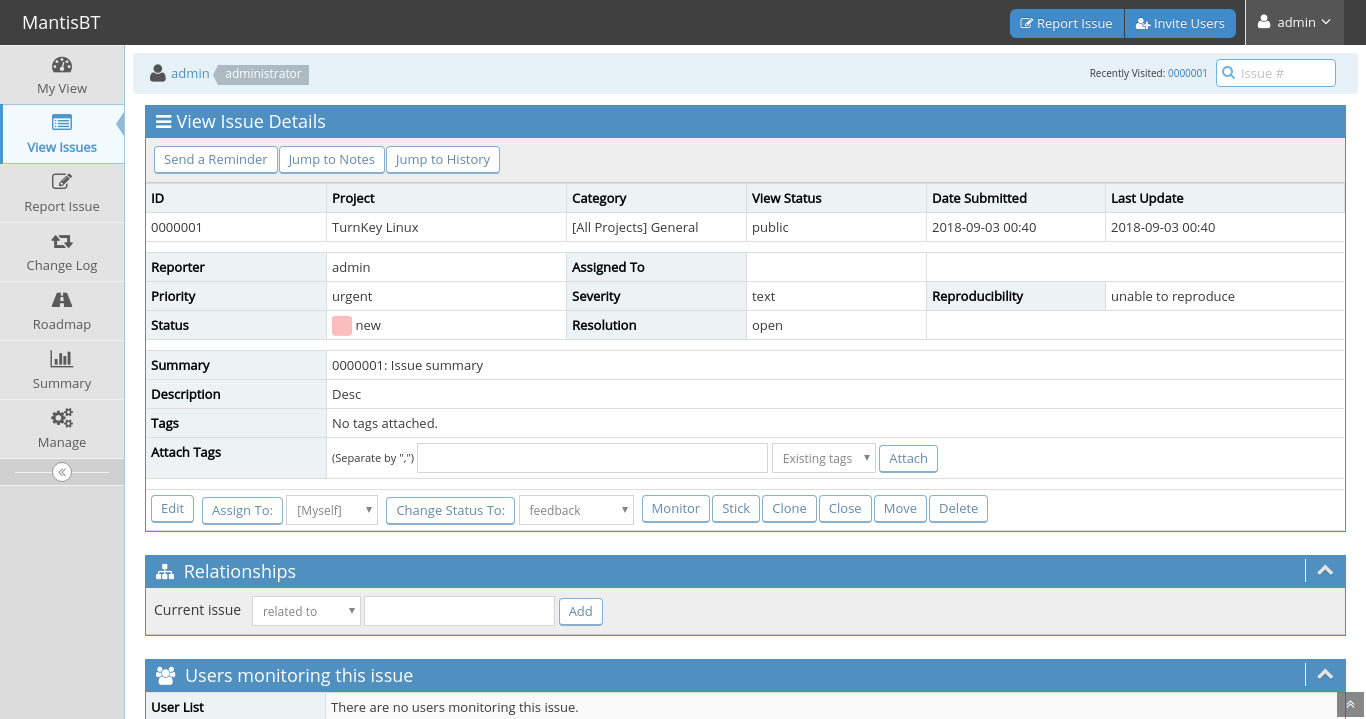 MantisBT
Report Issue Invite Users admin
My View
View Issues
Report Issue
Change Log
Roadmap
Summary
Manage
admin administrator
Recently Visited: 0000001 Issue #
View Issue Details
Send a Reminder Jump to Notes Jump to History
ID Project Category View Status Date Submitted Last Update
0000001 TurnKey Linux [All Projects] General public 2018-09-03 00:40 2018-09-03 00:40
Reporter admin Assigned To
Priority urgent Severity text Reproducibility unable to reproduce
Status new Resolution open
Summary 0000001: Issue summary
Description Desc
Tags No tags attached.
Attach Tags (Separate by ",") Existing tags Attach
Edit Assign To: [Myself] Change Status To: feedback Monitor Stick Clone Close Move Delete
Relationships
Current issue related to Add
Users monitoring this issue
User List There are no users monitoring this issue.